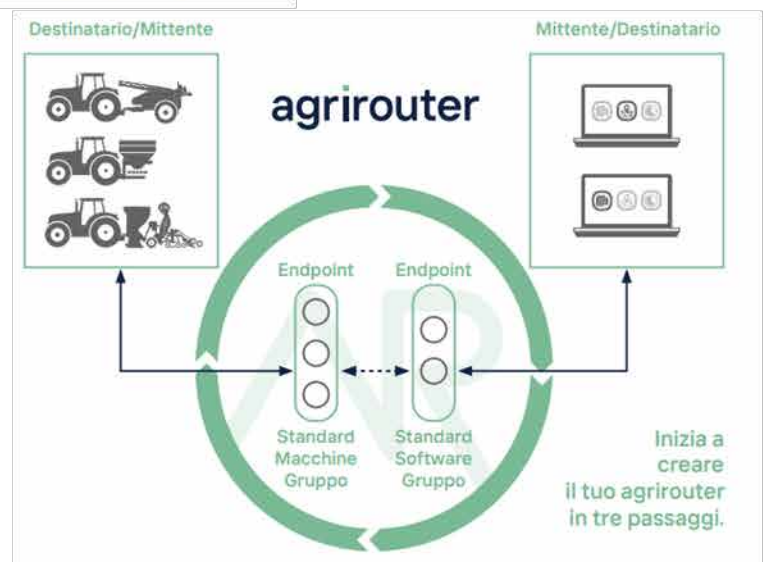 Destinatario/Mittente
Mittente/Destinatario
agrirouter
Endpoint
Endpoint
Standard
Macchine
Gruppo
Standard
Software
Gruppo
Inizia a
creare
il tuo agrirouter
in tre passaggi.